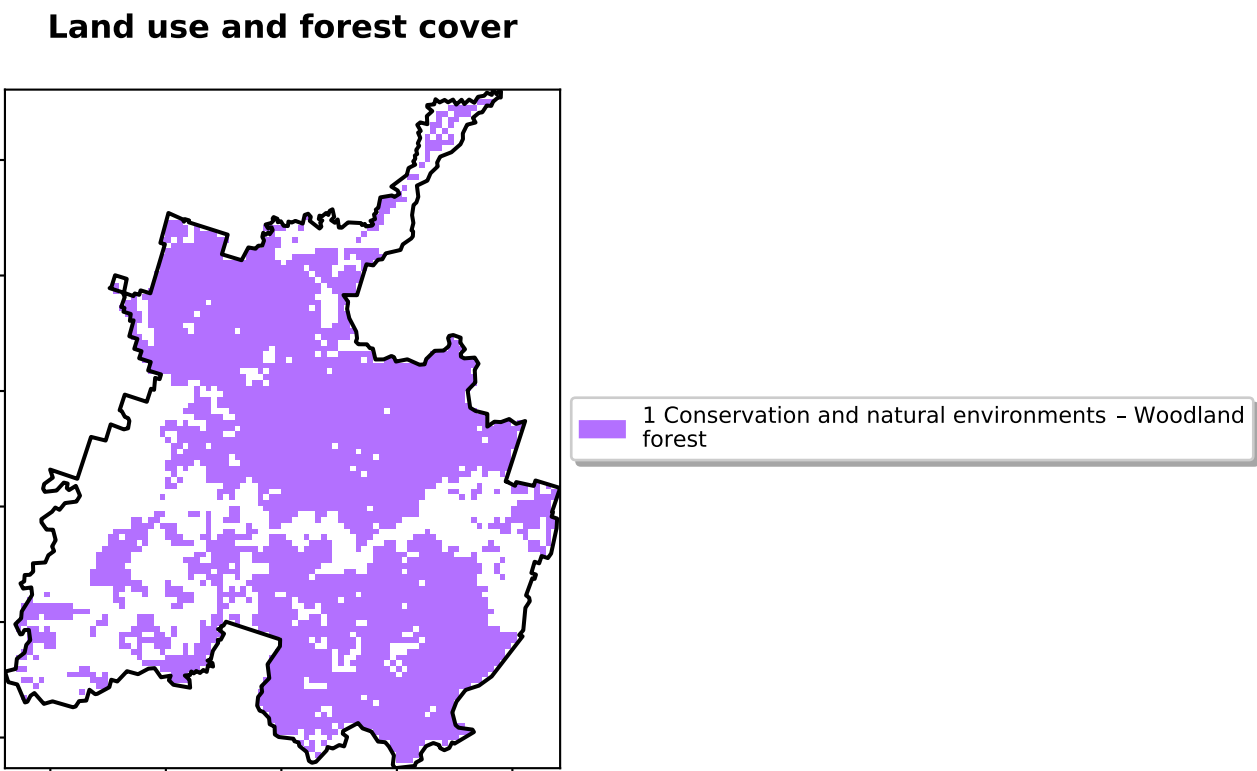 Land use and forest cover
1 Conservation and natural environments – Woodland
forest